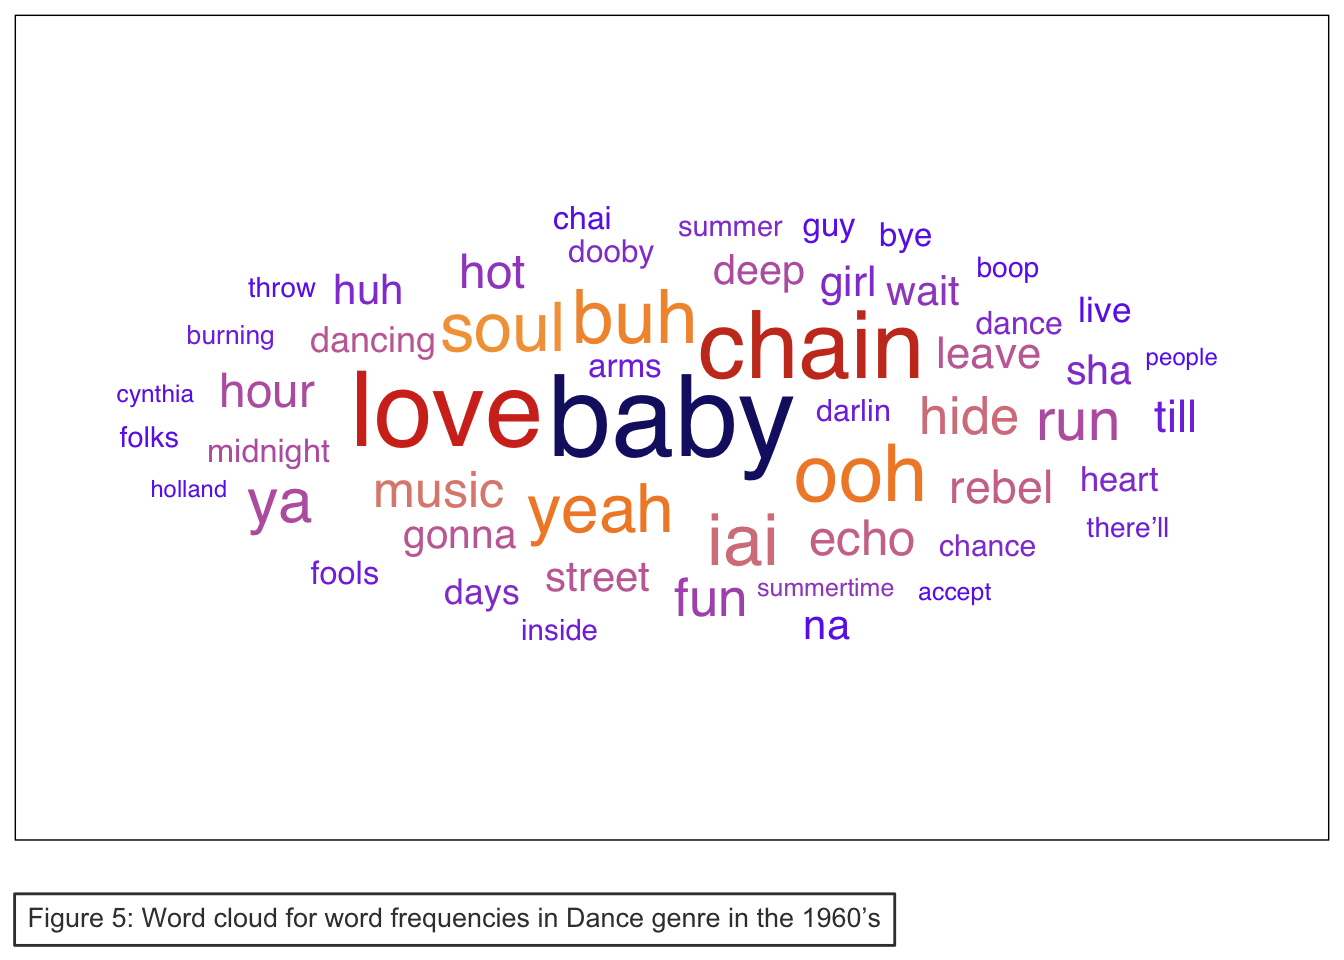 chai
summer
guy
bye
dooby
hot
deep
girl
wait
boop
throw
huh
live
burning
dancing
soul
buh
chain
dance
leave
arms
sha
people
cynthia
hour
love
baby
darlin
hide
run
till
folks
midnight
holland
ya
music
yeah
ooh
rebel
heart
gonna
iai
echo
chance
there’ll
fools
days
street
fun
summertime
accept
inside
na
Figure 5: Word cloud for word frequencies in Dance genre in the 1960’s